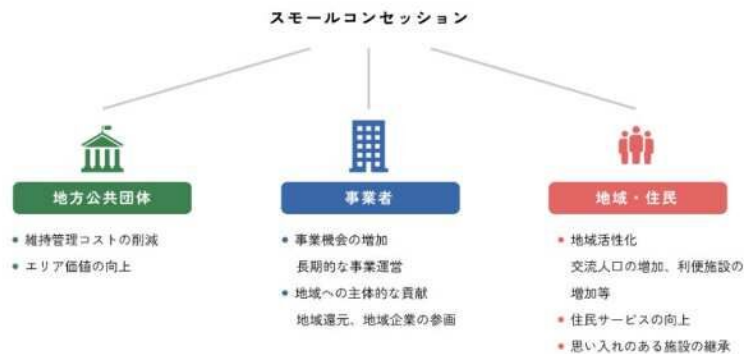 スモールコンセッション
地方公共団体
● 維持管理コストの削減
● エリア価値の向上
事業者
● 事業機会の増加
長期的な事業運営
● 地域への主体的な貢献
地域還元、地域企業の参画
地域・住民
● 地域活性化
交流人口の増加、利便施設の
増加等
● 住民サービスの向上
● 思い入れのある施設の継承